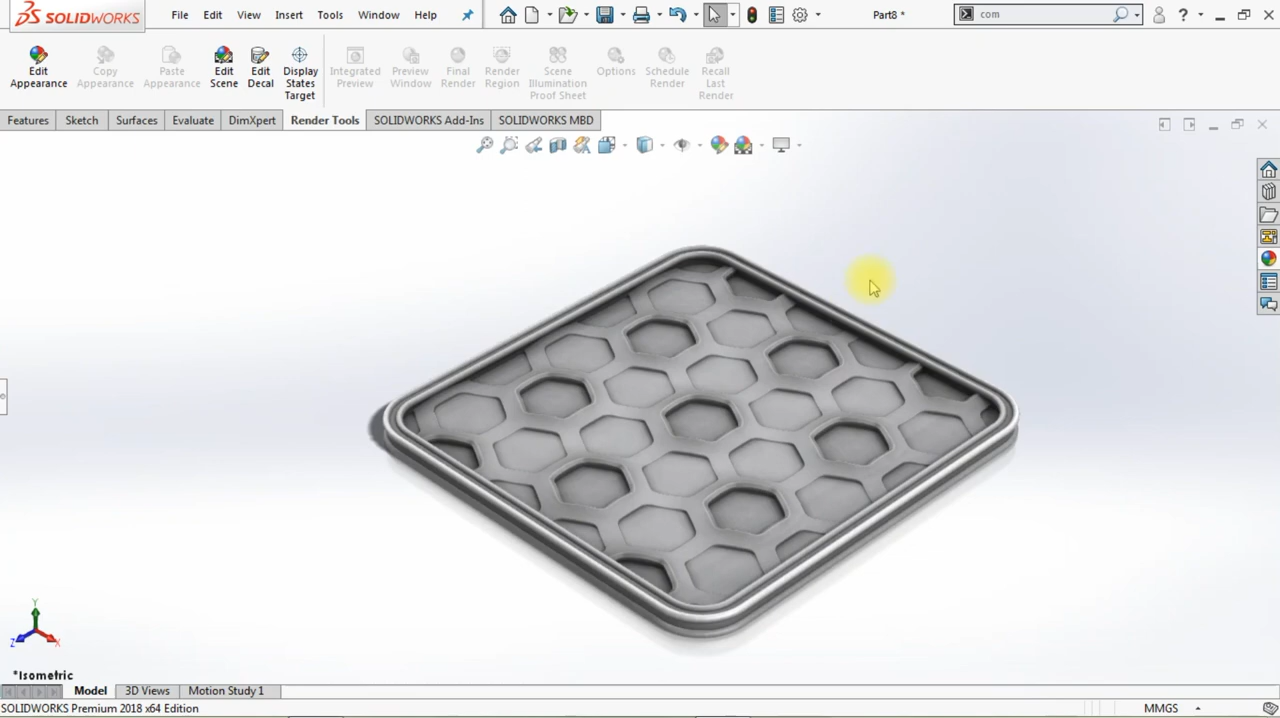 SOLIDWORKS File Edit View Insert Tools Window Help Part8 * com ?
Edit Appearance
Copy Appearance
Paste Appearance
Edit Scene
Edit Decal
Display States Target
Integrated Preview
Preview Window
Final Render
Render Region
Scene Illumination Proof Sheet
Options
Schedule Render
Recall Last Render
Features Sketch Surfaces Evaluate DimXpert Render Tools SOLIDWORKS Add-Ins SOLIDWORKS MBD
Y
Z X
*Isometric
Model 3D Views Motion Study 1
SOLIDWORKS Premium 2018 x64 Edition MMGS